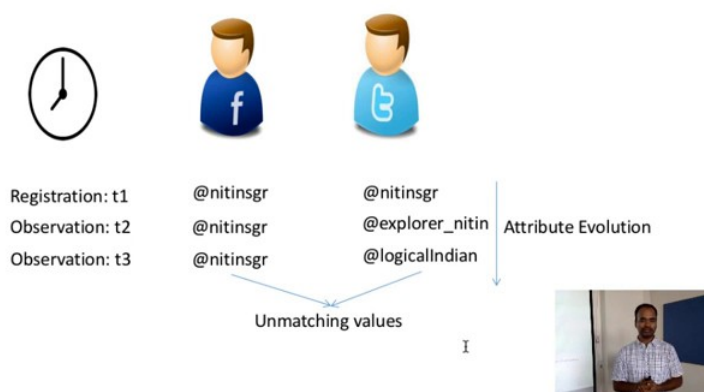 f t
Registration: t1 @nitinsgr @nitinsgr
Observation: t2 @nitinsgr @explorer_nitin Attribute Evolution
Observation: t3 @nitinsgr @logicalIndian
Unmatching values